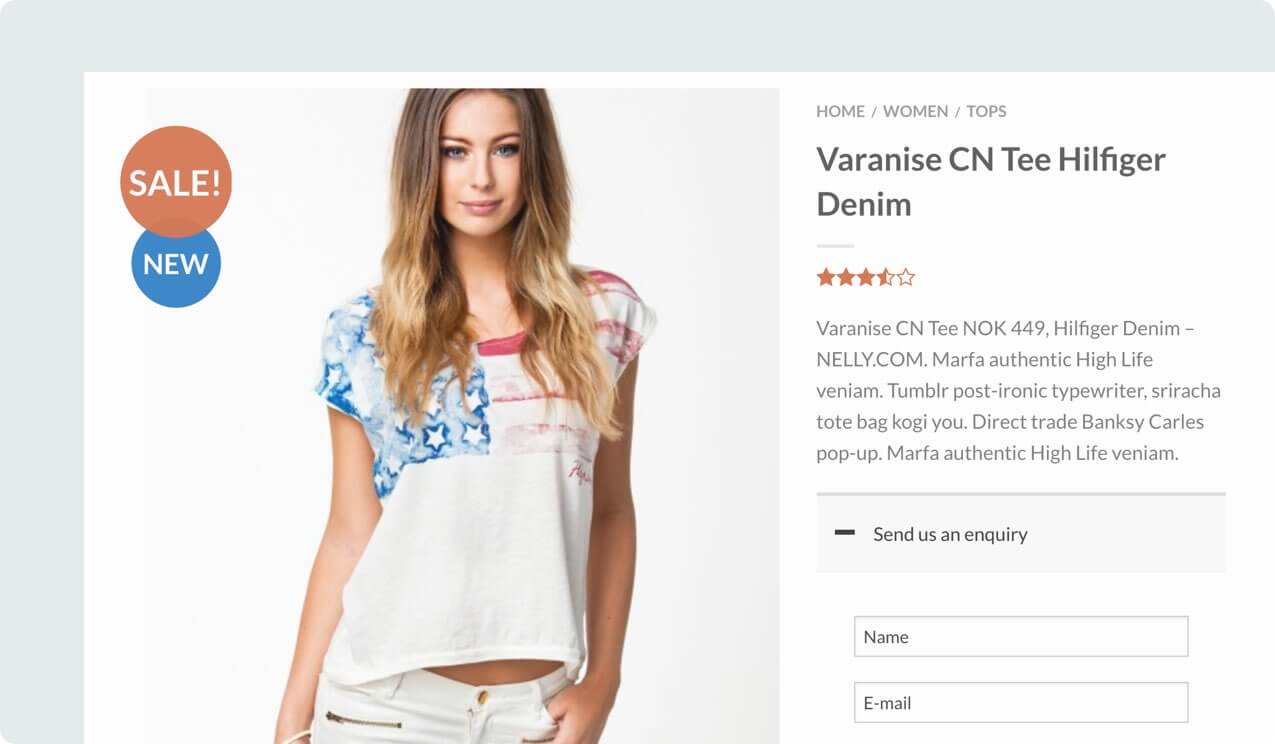 SALE!
NEW
HOME / WOMEN / TOPS
Varanise CN Tee Hilfiger
Denim
Varanise CN Tee NOK 449, Hilfiger Denim –
NELLY.COM. Marfa authentic High Life
veniam. Tumblr post-ironic typewriter, sriracha
tote bag kogi you. Direct trade Banksy Carles
pop-up. Marfa authentic High Life veniam.
Send us an enquiry
Name
E-mail